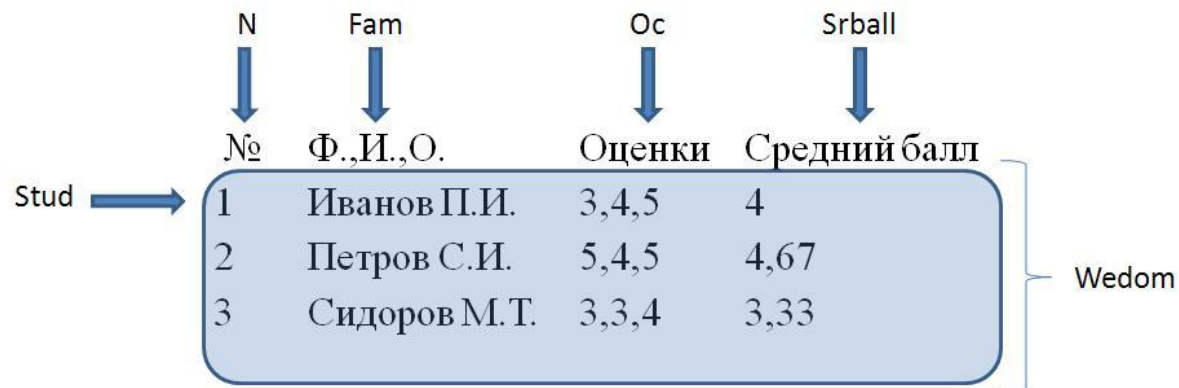 N Fam Oc Srball
№ Ф.,И.,О. Оценки Средний балл
Stud 1 Иванов П.И. 3,4,5 4
2 Петров С.И. 5,4,5 4,67
Wedom
3 Сидоров М.Т. 3,3,4 3,33